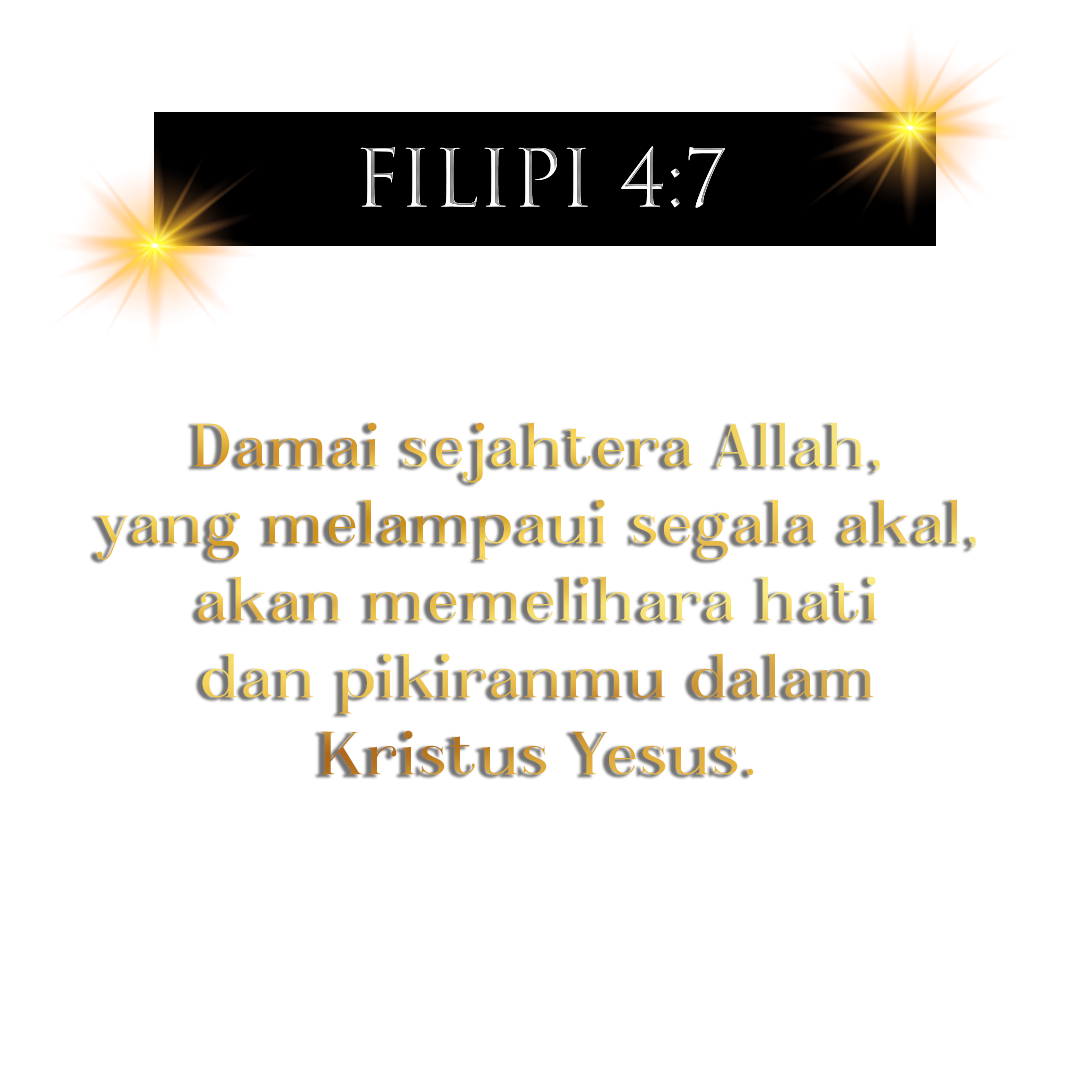 FILIPI 4:7
Damai sejahtera Allah,
yang melampaui segala akal,
akan memelihara hati
dan pikiranmu dalam
Kristus Yesus.